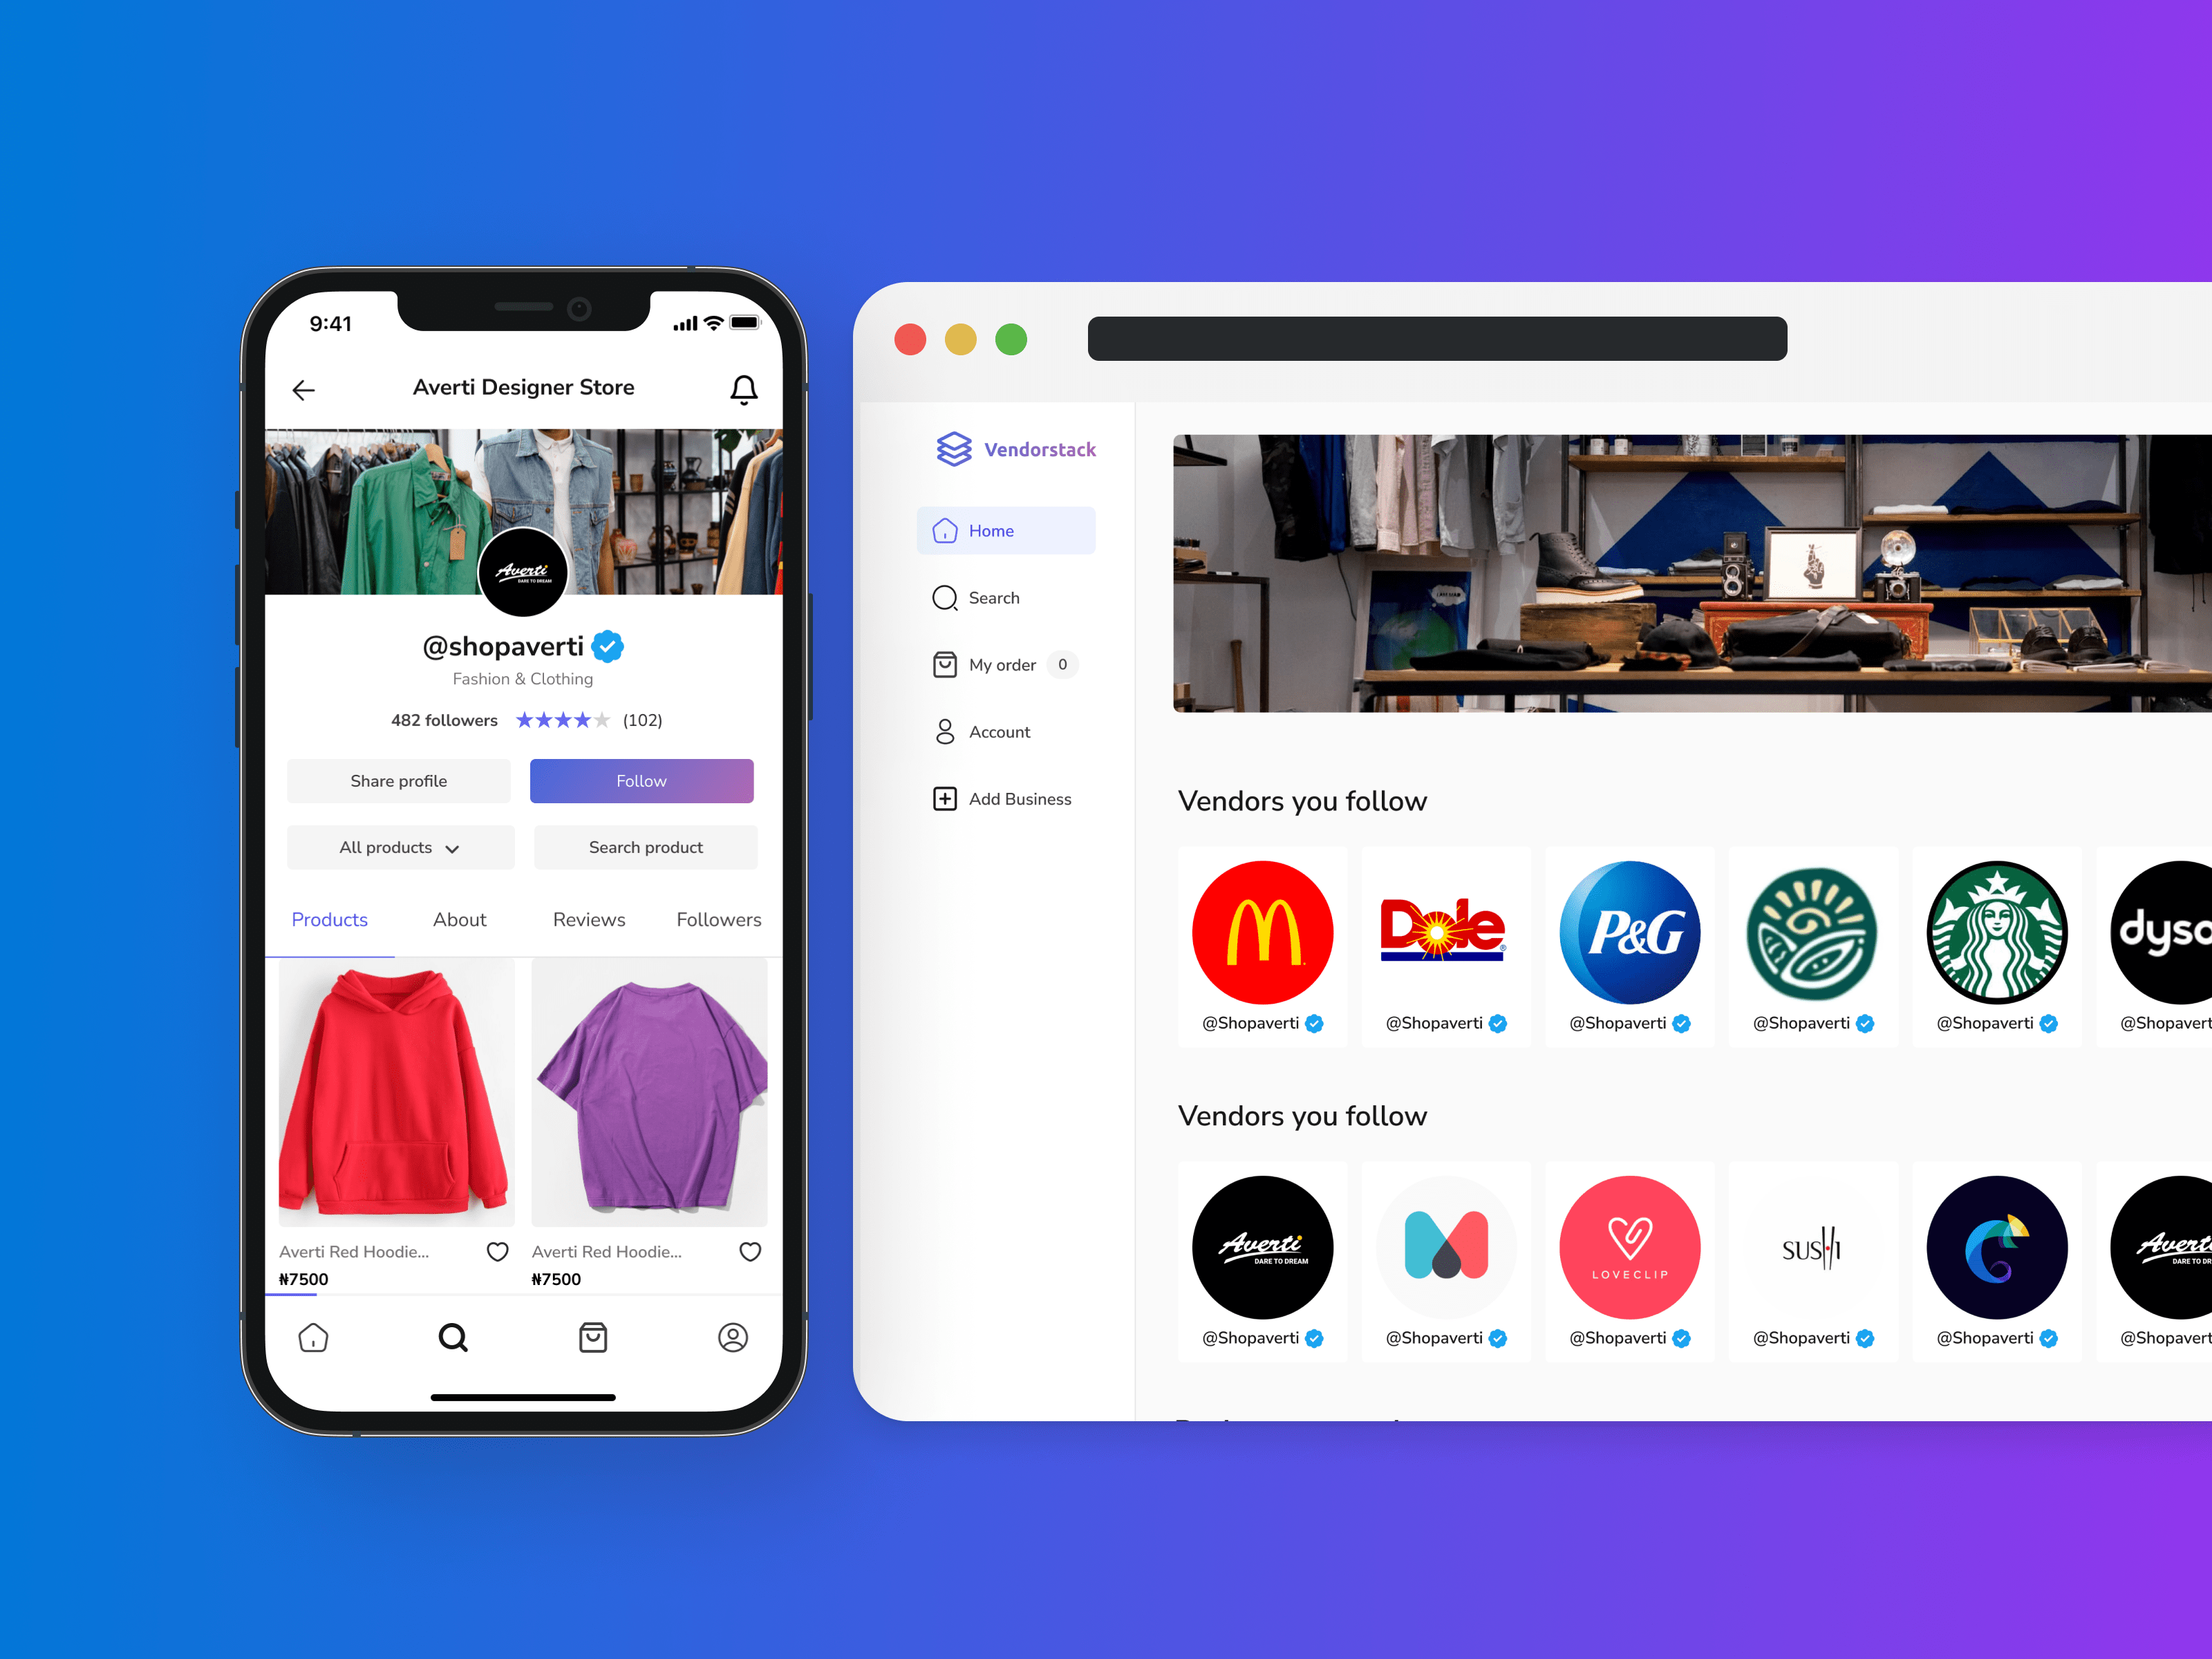 9:41
Averti Designer Store
Averti
DARE TO DREAM
@shopaverti
Fashion & Clothing
482 followers (102)
Share profile Follow
All products Search product
Products About Reviews Followers
Averti Red Hoodie... Averti Red Hoodie...
₦7500 ₦7500
Vendorstack
Home
Search
My order 0
Account
Add Business
Vendors you follow
Dole ® P&G dyso
@Shopaverti @Shopaverti @Shopaverti @Shopaverti @Shopaverti @Shopavert
Vendors you follow
Averti SUSHI Averti
DARE TO DREAM LOVECLIP DARE TO DR
@Shopaverti @Shopaverti @Shopaverti @Shopaverti @Shopaverti @Shopavert